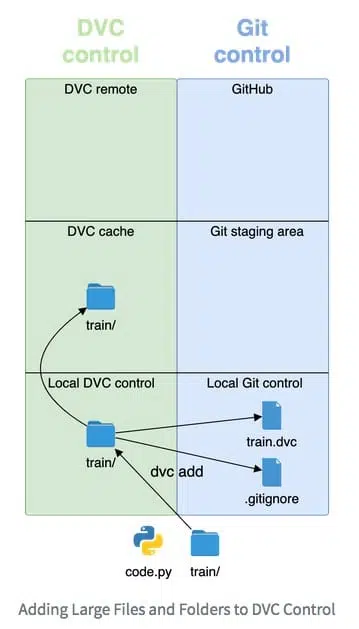 DVC
control
Git
control
DVC remote
GitHub
DVC cache
Git staging area
train/
Local DVC control
Local Git control
train.dvc
train/
dvc add
.gitignore
code.py
train/
Adding Large Files and Folders to DVC Control